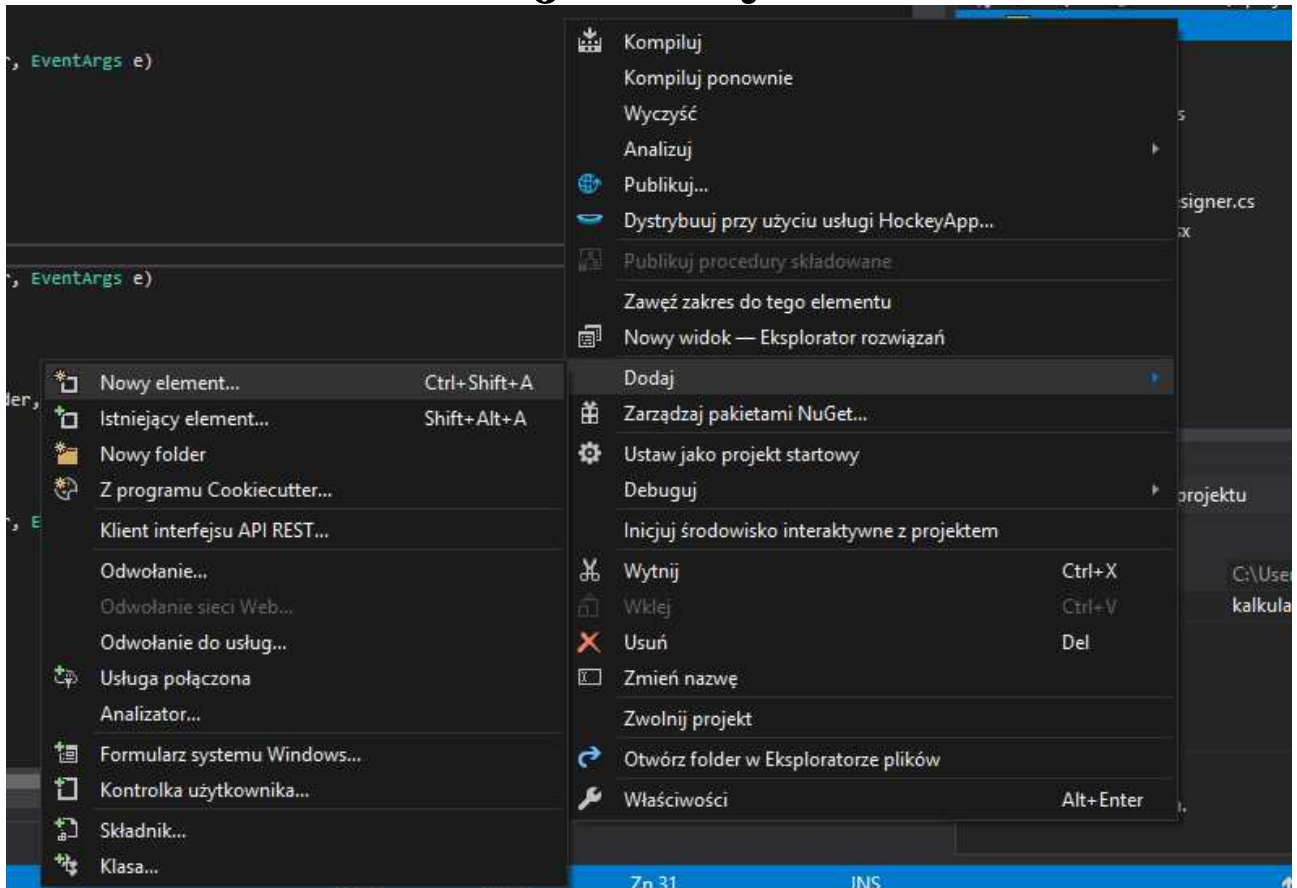 , EventArgs e)
, EventArgs e)
der,
, E
Kompiluj
Kompiluj ponownie
Wyczyść
Analizuj
Publikuj...
Dystrybuuj przy użyciu usługi HockeyApp...
Publikuj procedury składowane
Zawęź zakres do tego elementu
Nowy widok — Eksplorator rozwiązań
Dodaj
Zarządzaj pakietami NuGet...
Ustaw jako projekt startowy
Debuguj
Inicjuj środowisko interaktywne z projektem
Wytnij Ctrl+X
Wklej Ctrl+V
Usuń Del
Zmień nazwę
Zwolnij projekt
Otwórz folder w Eksploratorze plików
Właściwości Alt+Enter
Nowy element... Ctrl+Shift+A
Istniejący element... Shift+Alt+A
Nowy folder
Z programu Cookiecutter...
Klient interfejsu API REST...
Odwołanie...
Odwołanie sieci Web...
Odwołanie do usług...
Usługa połączona
Analizator...
Formularz systemu Windows...
Kontrolka użytkownika...
Składnik...
Klasa...
s
signer.cs
sx
projektu
C:\User
kalkula
Zn 31 INS